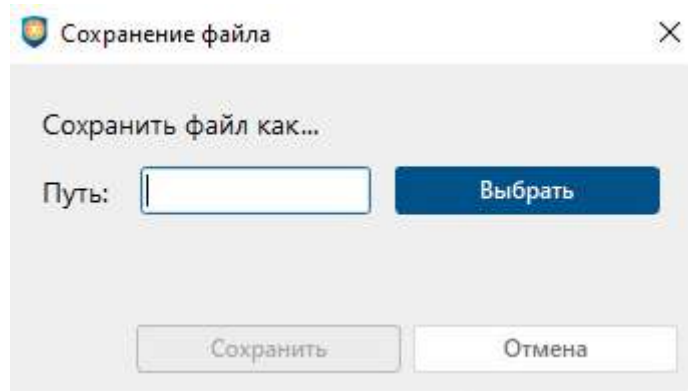 Сохранение файла
Сохранить файл как...
Путь: Выбрать
Сохранить Отмена